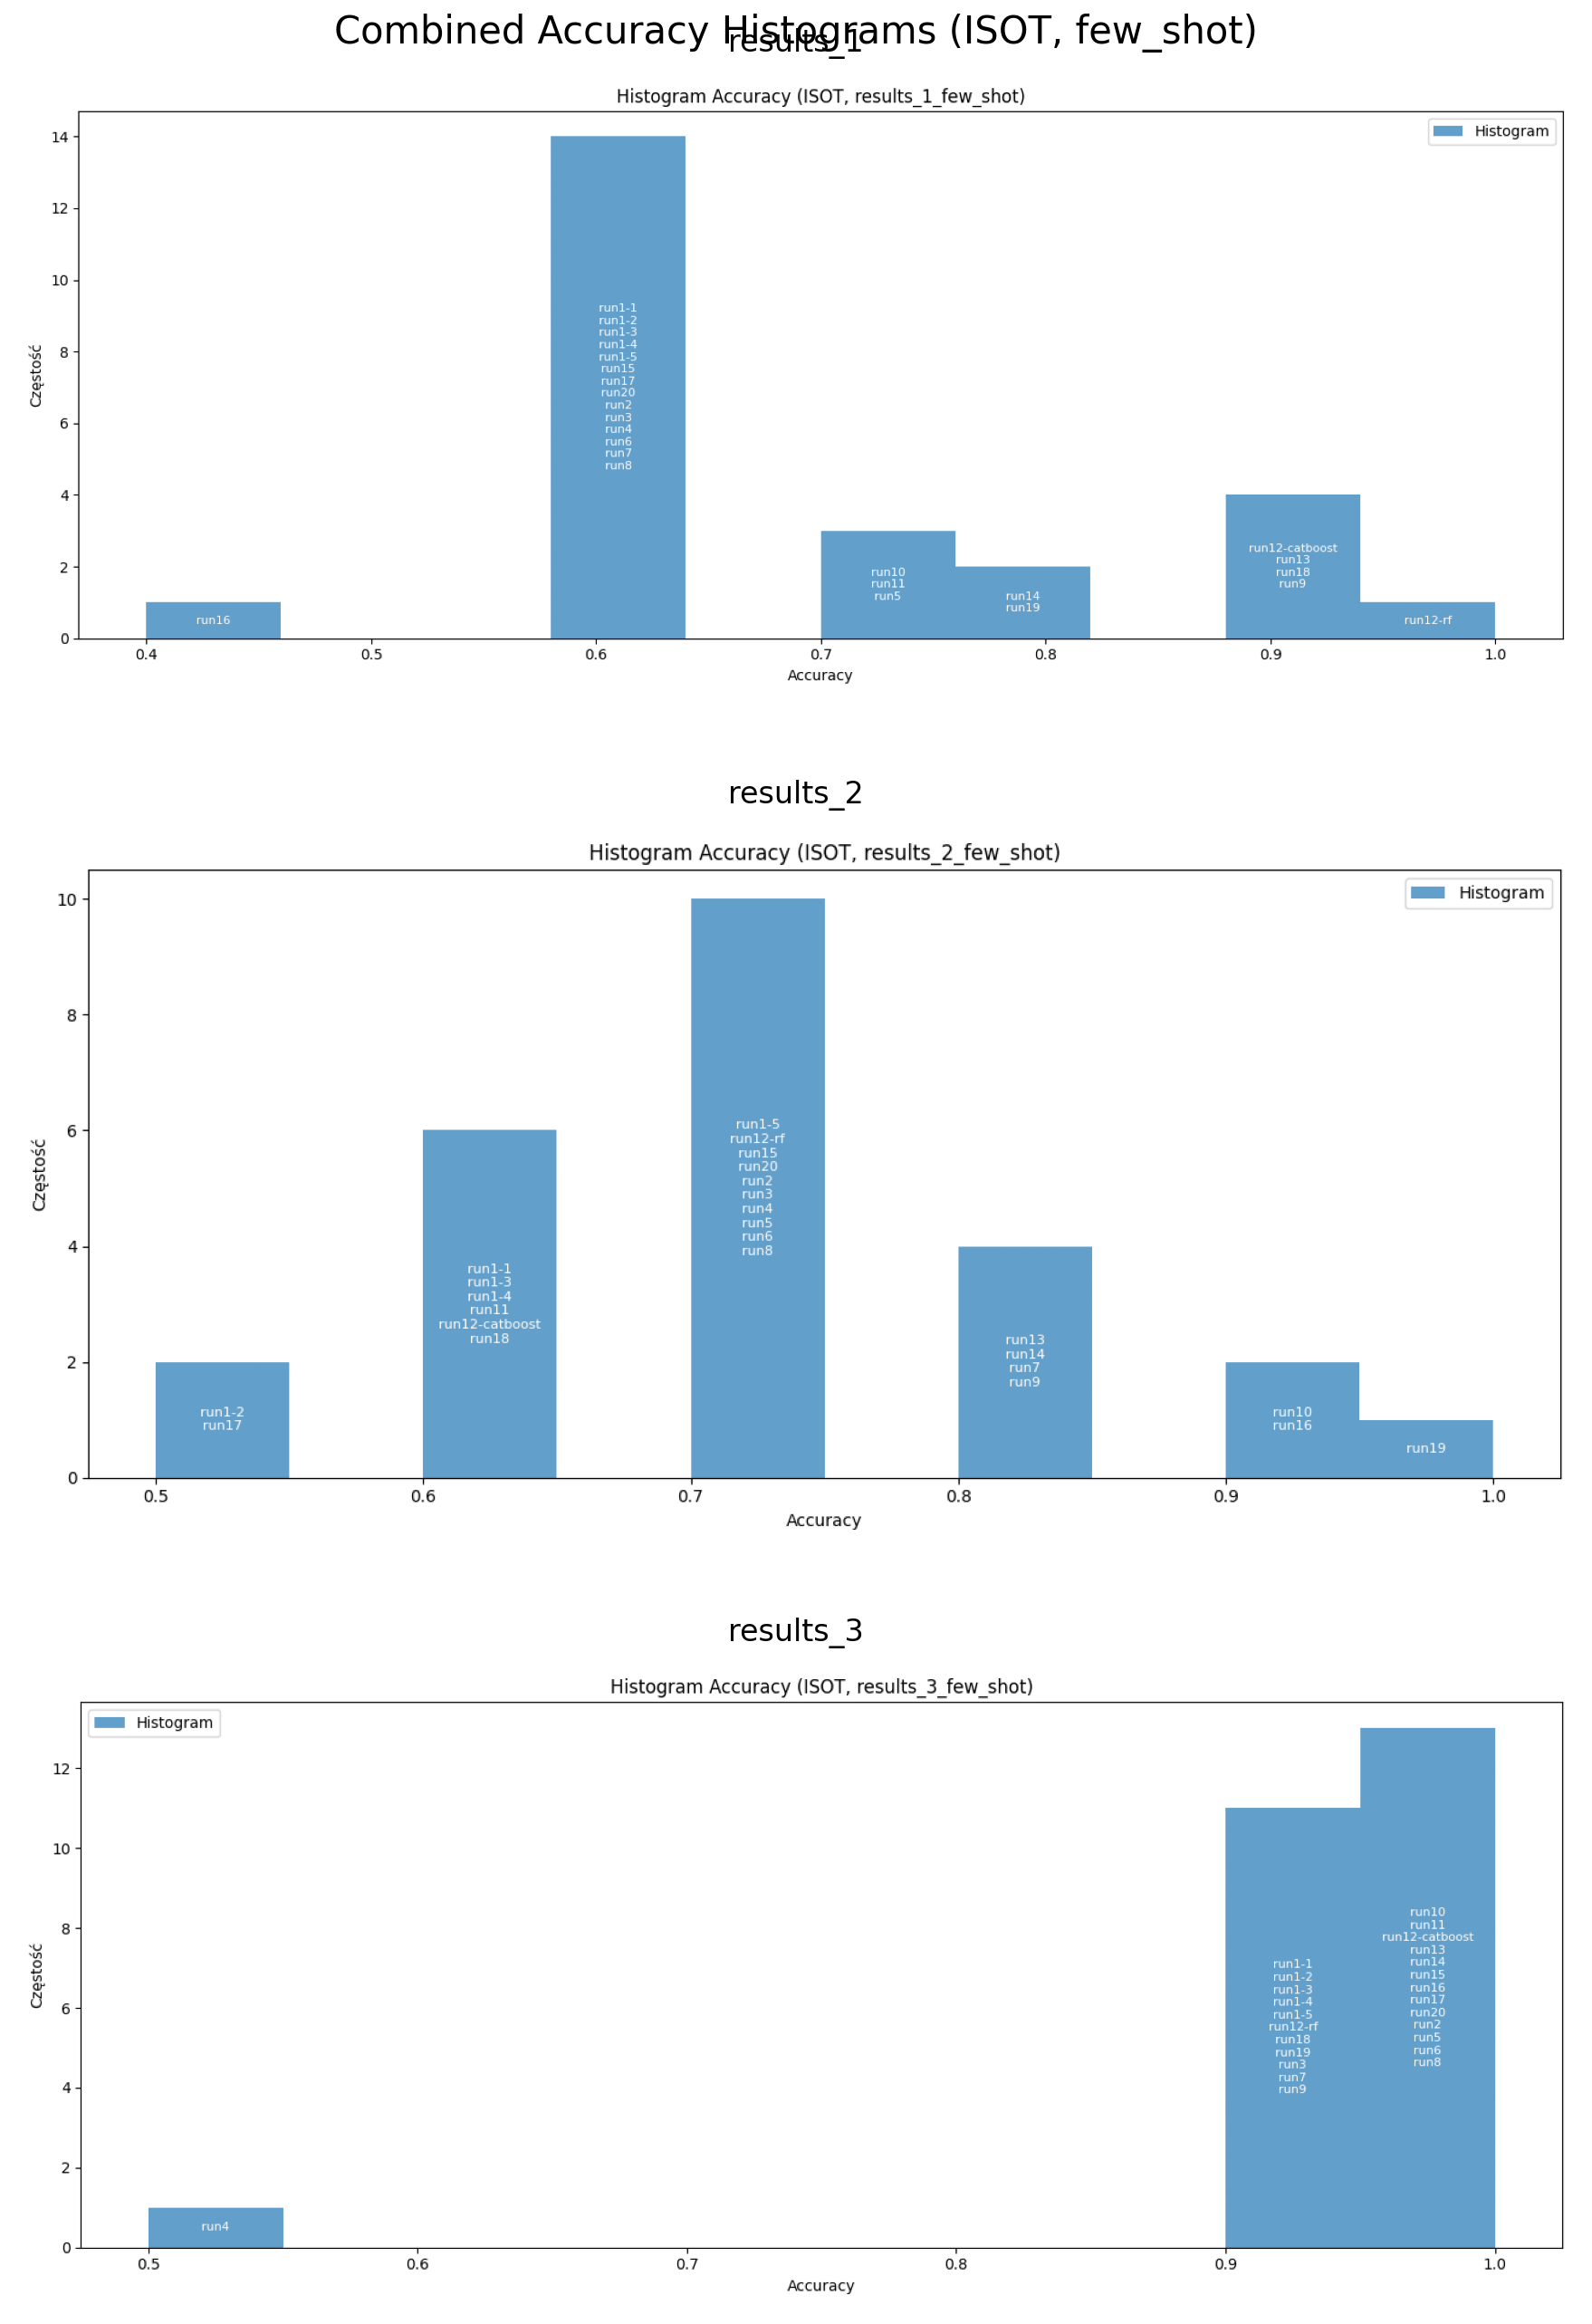 Combined Accuracy Histograms (ISOT, few_shot)
results_1
Histogram Accuracy (ISOT, results_1_few_shot)
Histogram
14
12
10
8
6
4
2
0
Częstość
run16
run1-1
run1-2
run1-3
run1-4
run1-5
run15
run17
run20
run2
run3
run4
run6
run7
run8
run10
run11
run5
run14
run19
run12-catboost
run13
run18
run9
run12-rf
0.4 0.5 0.6 0.7 0.8 0.9 1.0
Accuracy
results_2
Histogram Accuracy (ISOT, results_2_few_shot)
Histogram
10
8
6
4
2
0
Częstość
run1-2
run17
run1-1
run1-3
run1-4
run11
run12-catboost
run18
run1-5
run12-rf
run15
run20
run2
run3
run4
run5
run6
run8
run13
run14
run7
run9
run10
run16
run19
0.5 0.6 0.7 0.8 0.9 1.0
Accuracy
results_3
Histogram Accuracy (ISOT, results_3_few_shot)
Histogram
12
10
8
6
4
2
0
Częstość
run4
run1-1
run1-2
run1-3
run1-4
run1-5
run12-rf
run18
run19
run3
run7
run9
run10
run11
run12-catboost
run13
run14
run15
run16
run17
run20
run2
run5
run6
run8
0.5 0.6 0.7 0.8 0.9 1.0
Accuracy